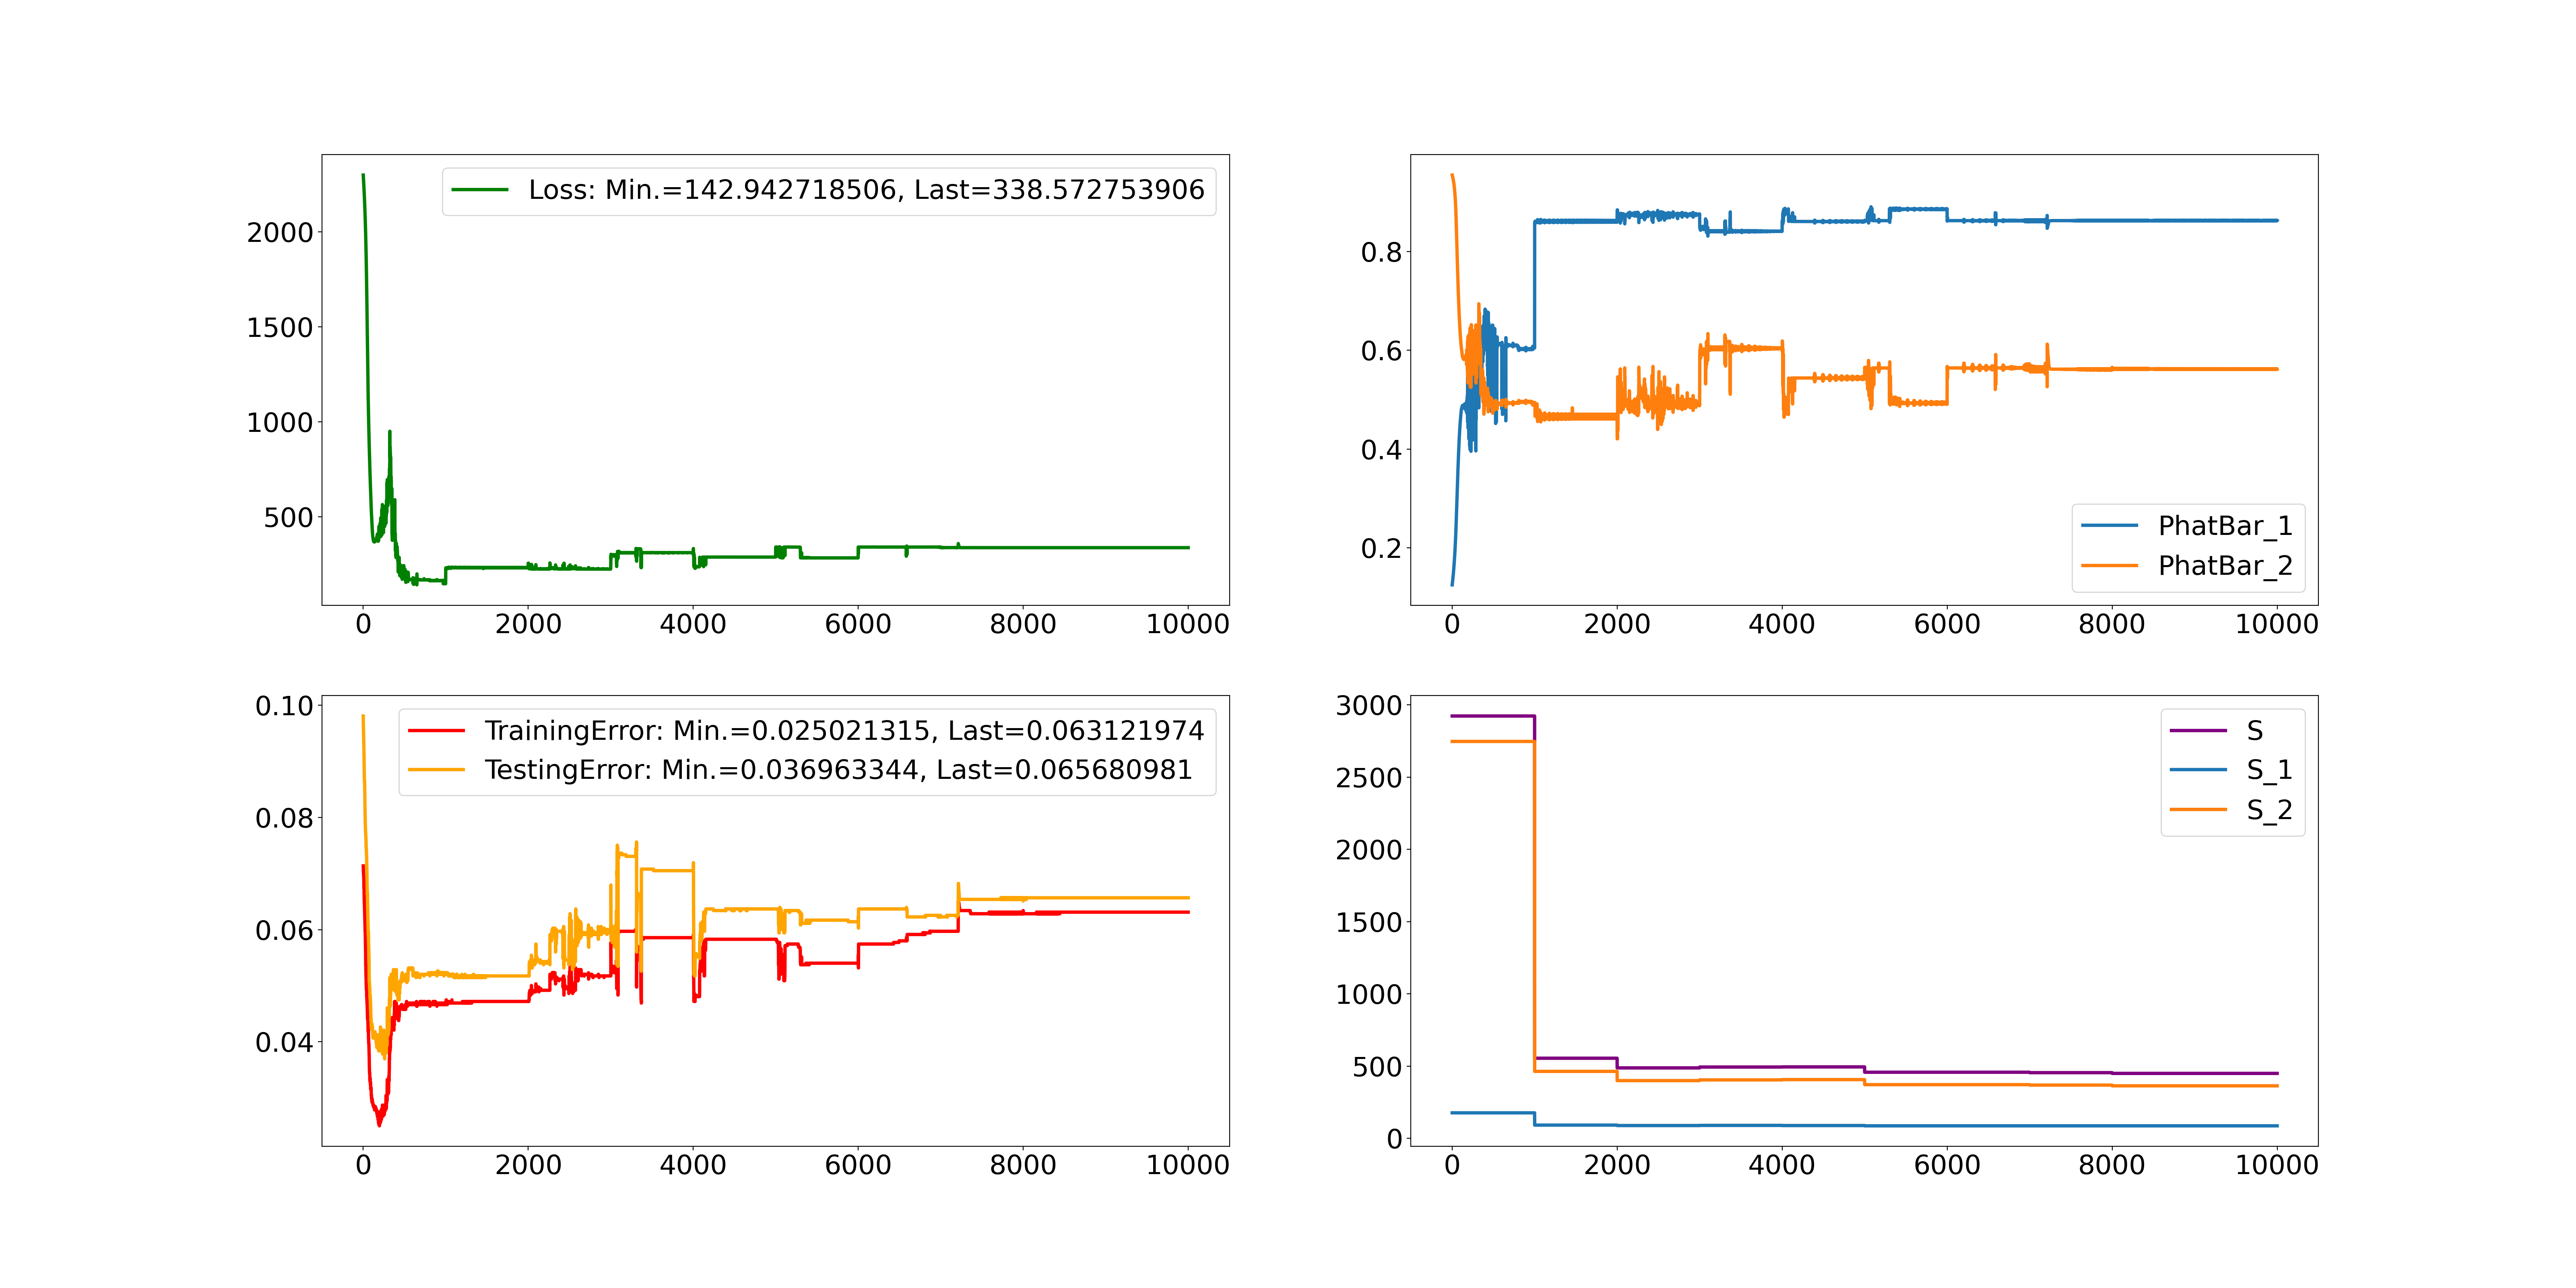 Loss: Min.=142.942718506, Last=338.572753906
2000
1500
1000
500
0 2000 4000 6000 8000 10000
0.8
0.6
0.4
0.2
PhatBar_1
PhatBar_2
0 2000 4000 6000 8000 10000
0.10
0.08
0.06
0.04
TrainingError: Min.=0.025021315, Last=0.063121974
TestingError: Min.=0.036963344, Last=0.065680981
0 2000 4000 6000 8000 10000
3000
2500
2000
1500
1000
500
0
S
S_1
S_2
0 2000 4000 6000 8000 10000